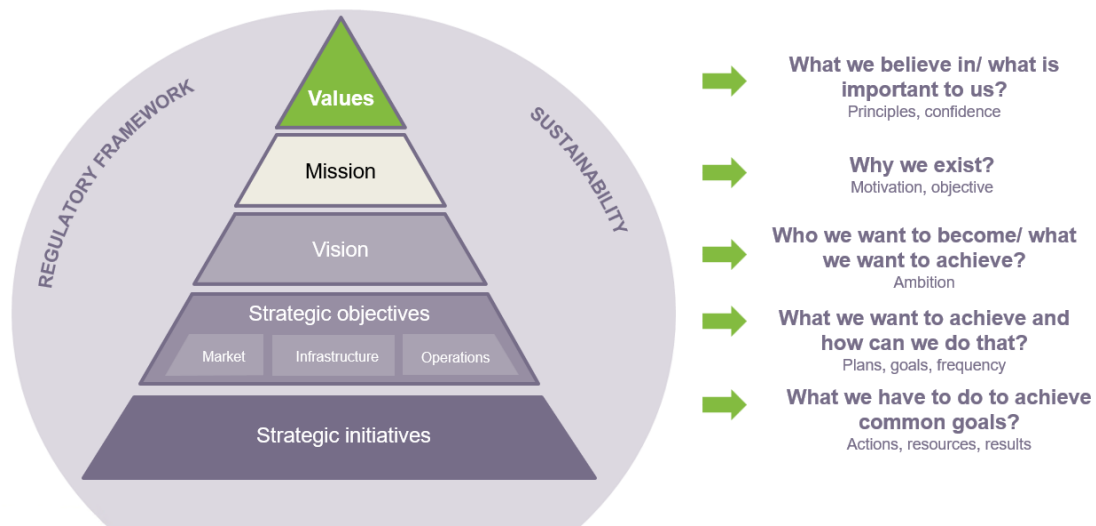 REGULATORY FRAMEWORK
SUSTAINABILITY
Values
Mission
Vision
Strategic objectives
Market
Infrastructure
Operations
Strategic initiatives
What we believe in/ what is
important to us?
Principles, confidence
Why we exist?
Motivation, objective
Who we want to become/ what
we want to achieve?
Ambition
What we want to achieve and
how can we do that?
Plans, goals, frequency
What we have to do to achieve
common goals?
Actions, resources, results